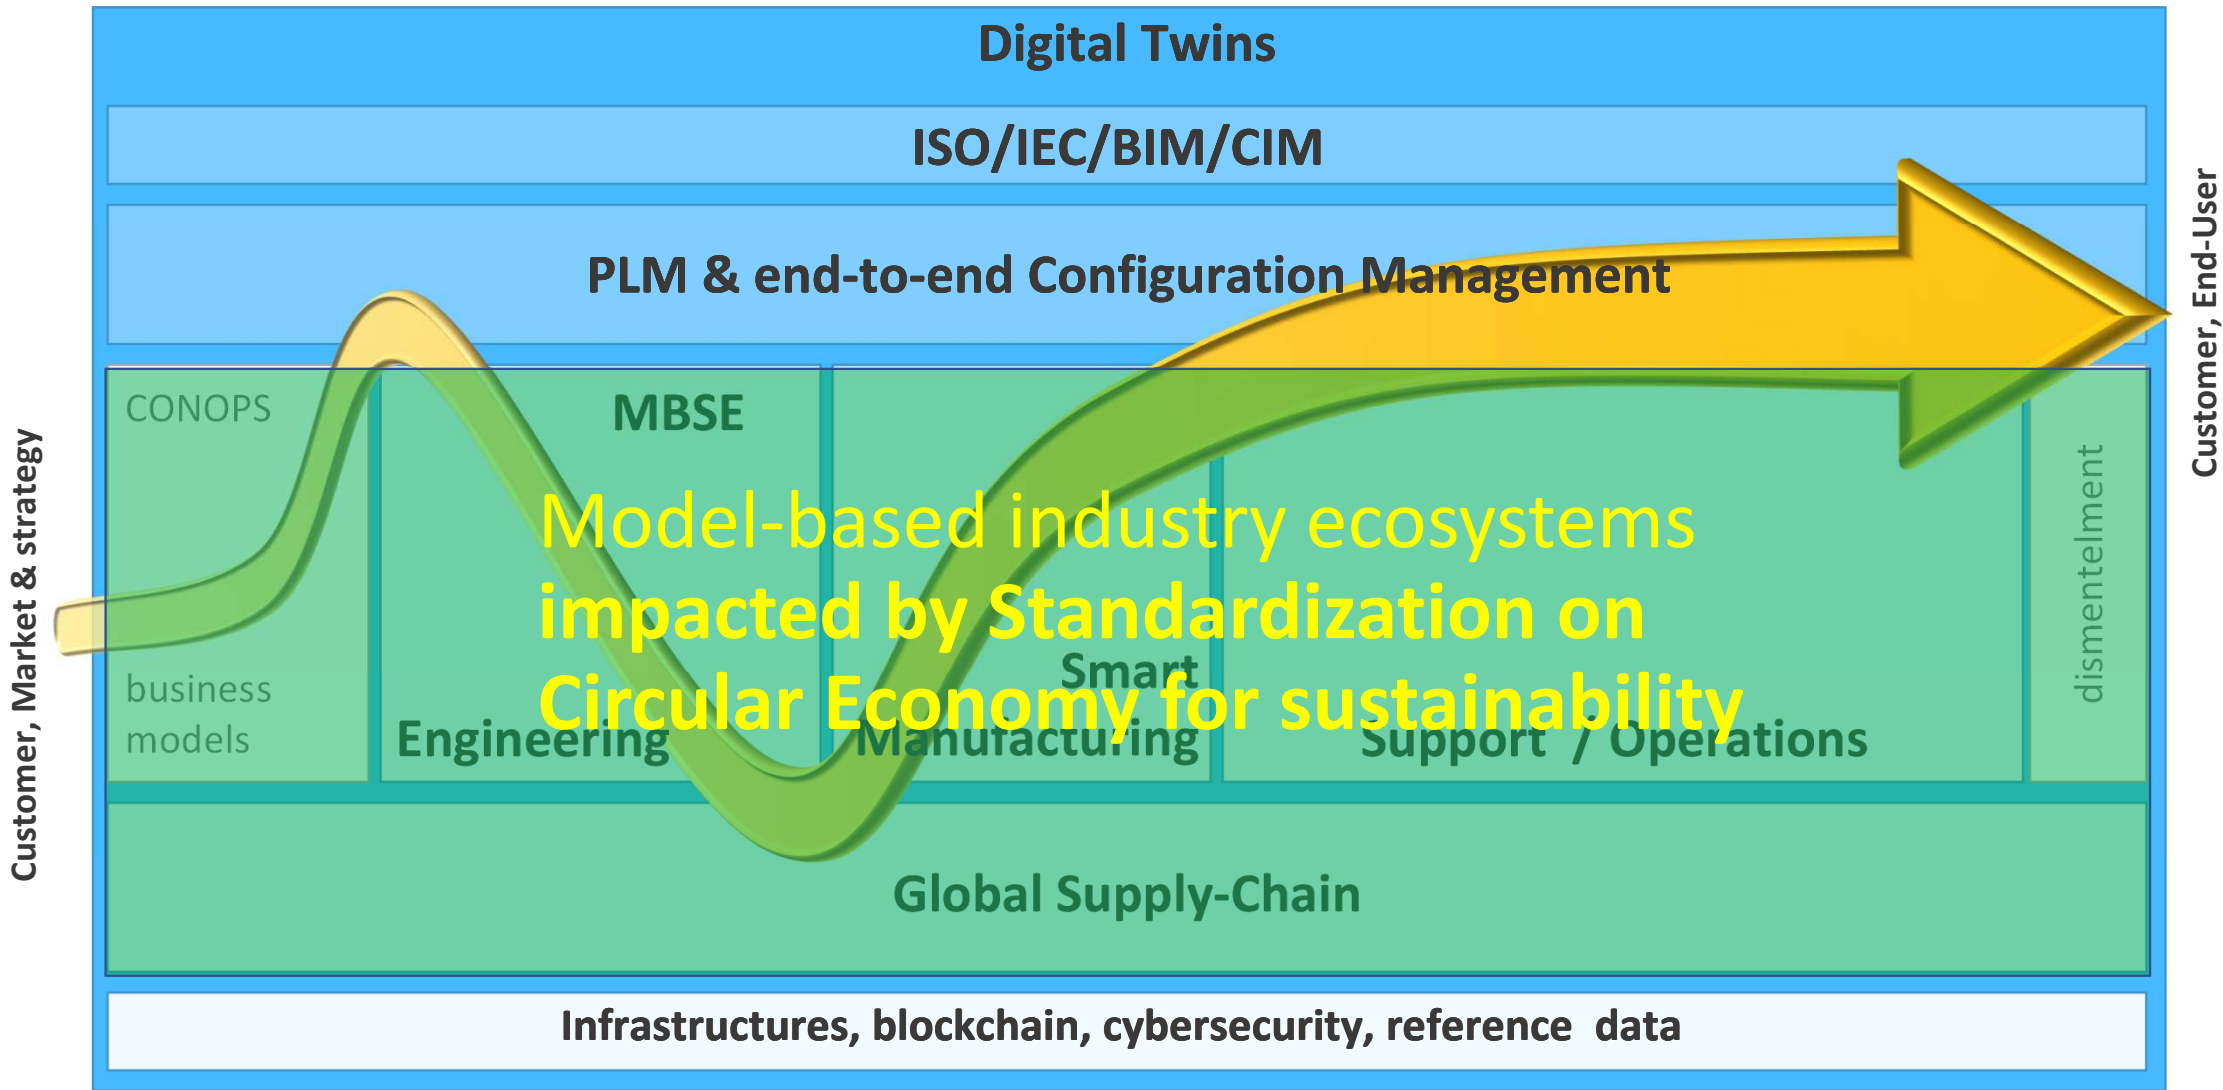 Digital Twins
ISO/IEC/BIM/CIM
PLM & end-to-end Configuration Management
Customer, Market & strategy
Customer, End-User
CONOPS
business
models
MBSE
Engineering
Smart
Manufacturing
Support / Operations
dismentelment
Model-based industry ecosystems
impacted by Standardization on
Circular Economy for sustainability
Global Supply-Chain
Infrastructures, blockchain, cybersecurity, reference data